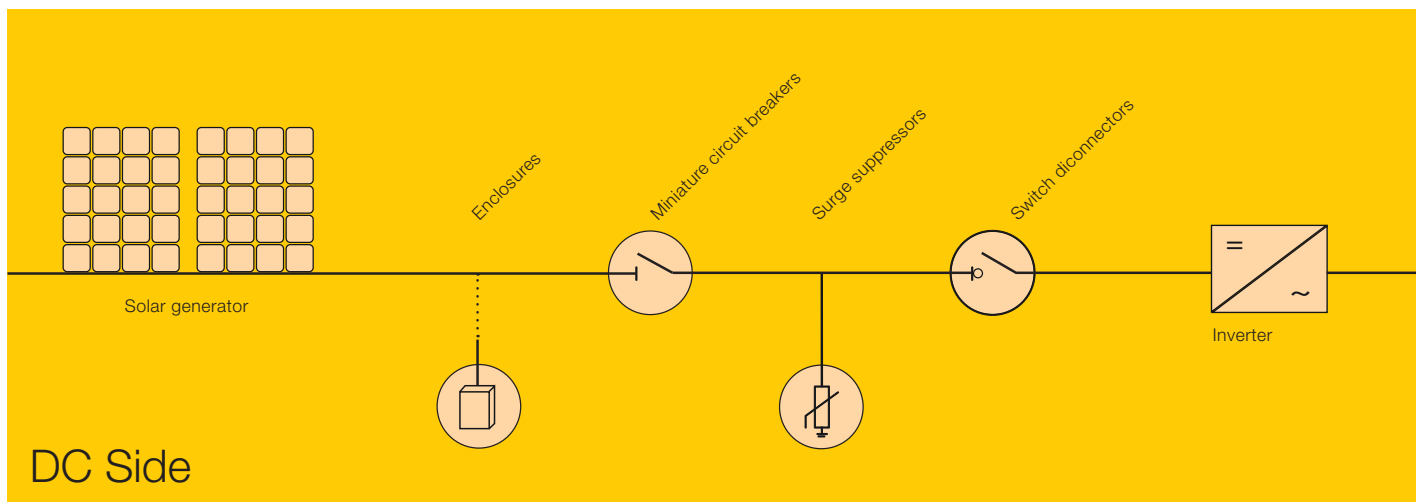 Enclosures
Miniature circuit breakers
Surge suppressors
Switch diconnectors
Solar generator
=
~
Inverter
DC Side